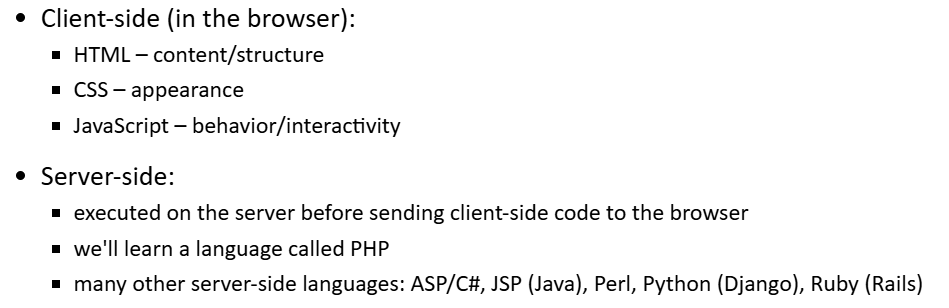 • Client-side (in the browser):
▪ HTML – content/structure
▪ CSS – appearance
▪ JavaScript – behavior/interactivity
• Server-side:
▪ executed on the server before sending client-side code to the browser
▪ we'll learn a language called PHP
▪ many other server-side languages: ASP/C#, JSP (Java), Perl, Python (Django), Ruby (Rails)